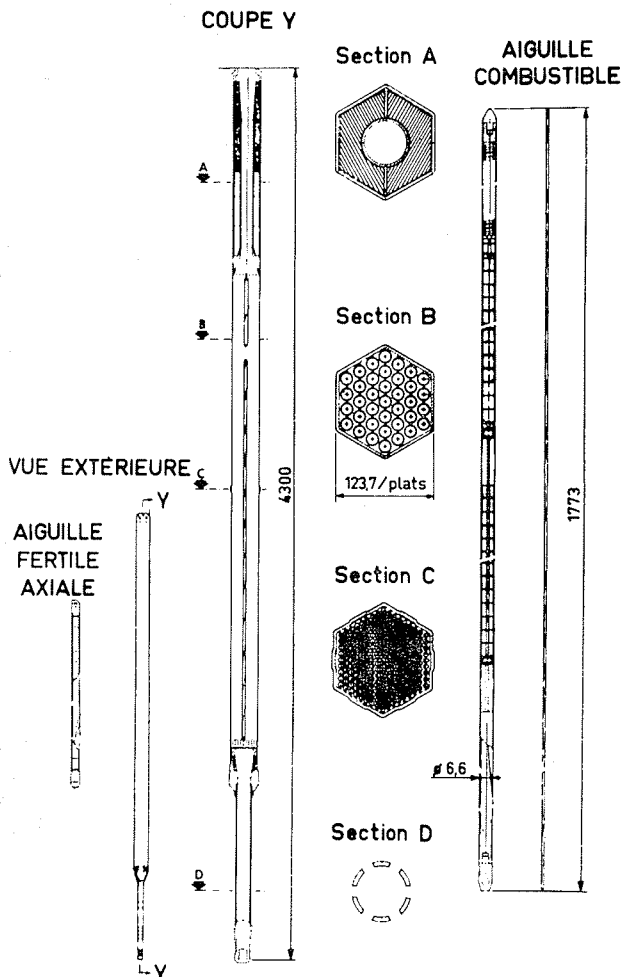 COUPE Y
Section A
AIGUILLE
COMBUSTIBLE
A
B
Section B
123,7/plats
4300
1773
VUE EXTÉRIEURE
C
Y
AIGUILLE
FERTILE
AXIALE
Section C
ø 6,6
Section D
D
Y